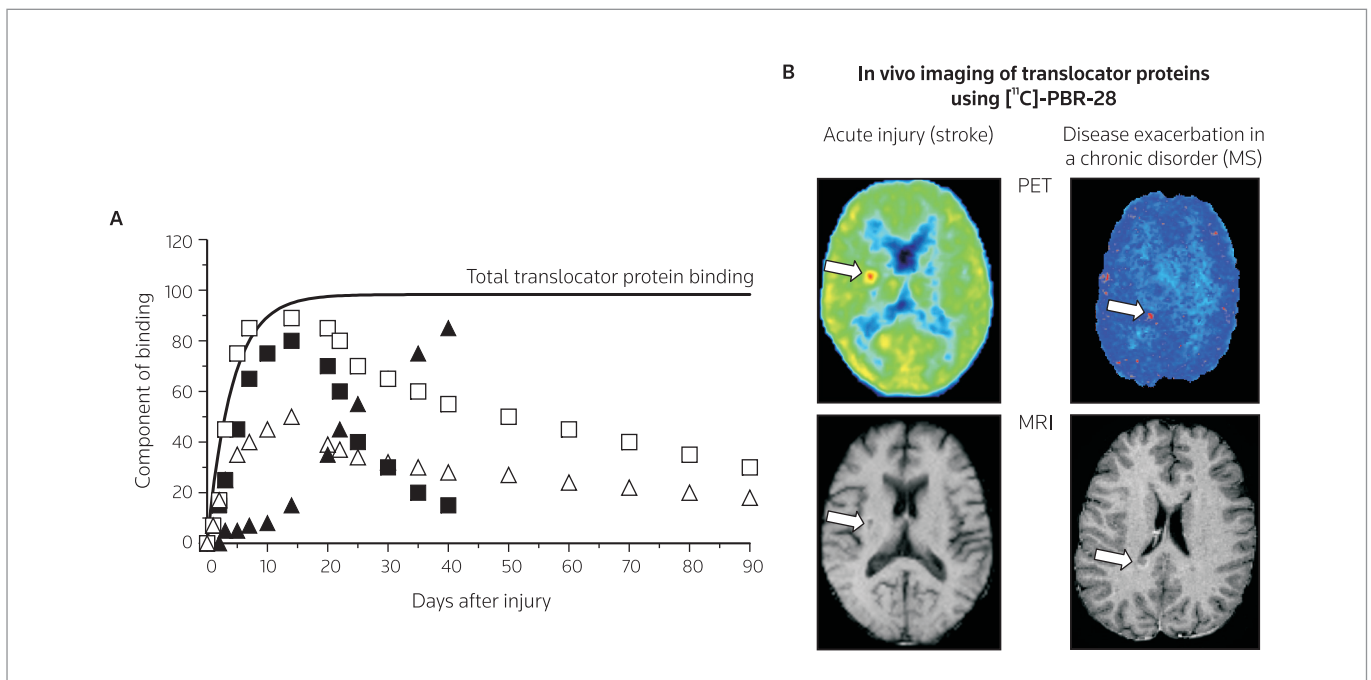 A
120
100
80
60
40
20
0
Component of binding
Total translocator protein binding
0 10 20 30 40 50 60 70 80 90
Days after injury
B
In vivo imaging of translocator proteins
using [¹¹C]-PBR-28
Acute injury (stroke)
Disease exacerbation in
a chronic disorder (MS)
PET
MRI